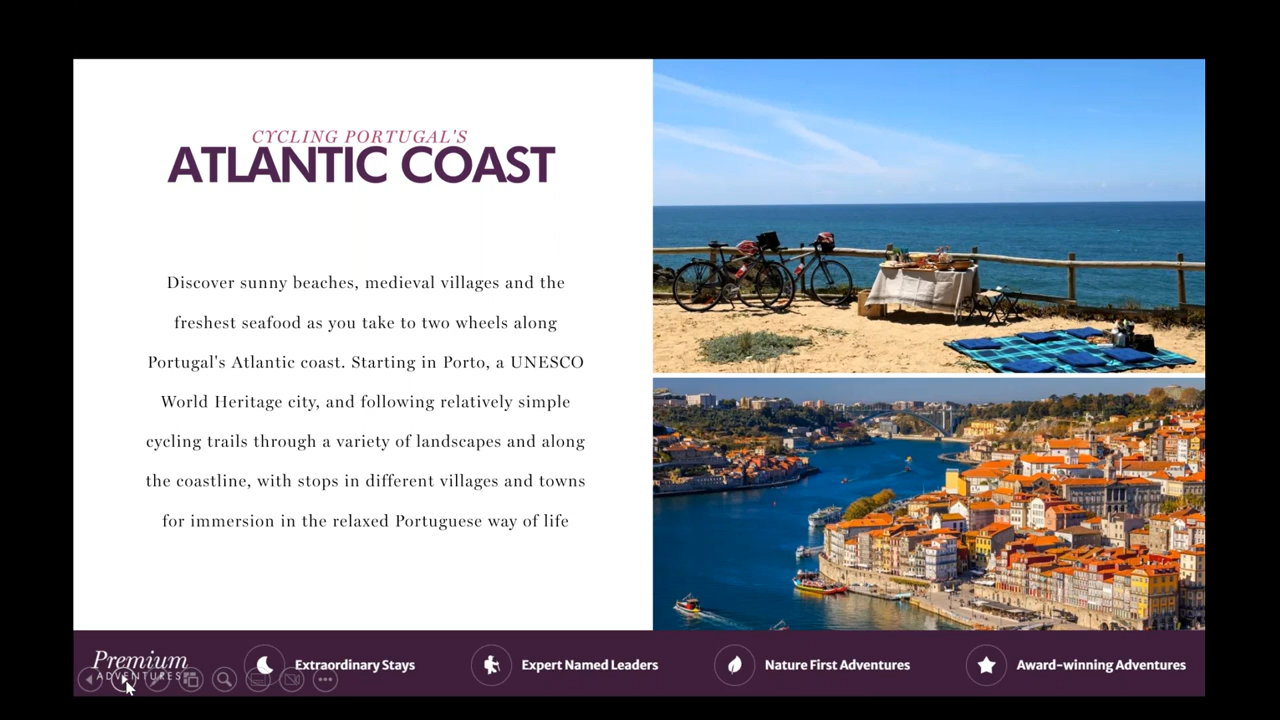 CYCLING PORTUGAL'S
ATLANTIC COAST
Discover sunny beaches, medieval villages and the
freshest seafood as you take to two wheels along
Portugal's Atlantic coast. Starting in Porto, a UNESCO
World Heritage city, and following relatively simple
cycling trails through a variety of landscapes and along
the coastline, with stops in different villages and towns
for immersion in the relaxed Portuguese way of life
Premium
ADVENTURES
Extraordinary Stays
Expert Named Leaders
Nature First Adventures
Award-winning Adventures